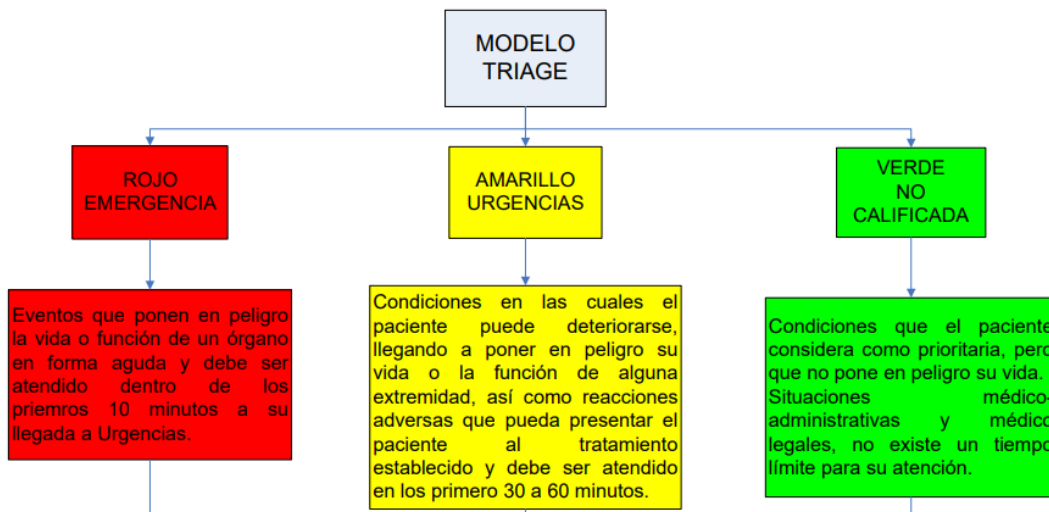 MODELO
TRIAGE
ROJO
EMERGENCIA
AMARILLO
URGENCIAS
VERDE
NO
CALIFICADA
Eventos que ponen en peligro
la vida o función de un órgano
en forma aguda y debe ser
atendido dentro de los
priemros 10 minutos a su
llegada a Urgencias.
Condiciones en las cuales el
paciente puede deteriorarse,
llegando a poner en peligro su
vida o la función de alguna
extremidad, así como reacciones
adversas que pueda presentar el
paciente al tratamiento
establecido y debe ser atendido
en los primero 30 a 60 minutos.
Condiciones que el paciente
considera como prioritaria, pero
que no pone en peligro su vida.
Situaciones médico-
administrativas y médico
legales, no existe un tiempo
límite para su atención.